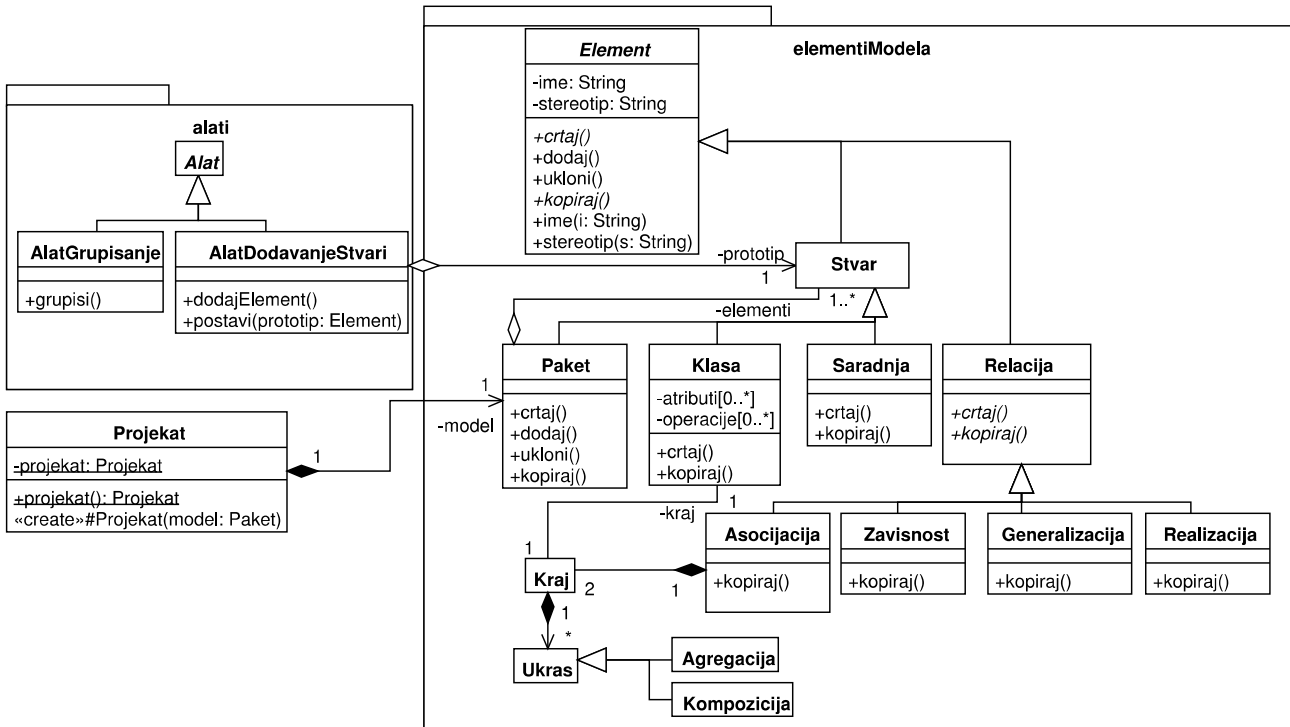 elementiModela
Element
-ime: String
-stereotip: String
+crtaj()
+dodaj()
+ukloni()
+kopiraj()
+ime(i: String)
+stereotip(s: String)
alati
Alat
AlatGrupisanje
+grupisi()
AlatDodavanjeStvari
+dodajElement()
+postavi(prototip: Element)
-prototip
1
Stvar
1..*
-elementi
Paket
+crtaj()
+dodaj()
+ukloni()
+kopiraj()
Klasa
-atributi[0..*]
-operacije[0..*]
+crtaj()
+kopiraj()
Saradnja
+crtaj()
+kopiraj()
Relacija
+crtaj()
+kopiraj()
1
-model
Projekat
-projekat: Projekat
+projekat(): Projekat
«create»#Projekat(model: Paket)
1
1
-kraj
Asocijacija
+kopiraj()
Zavisnost
+kopiraj()
Generalizacija
+kopiraj()
Realizacija
+kopiraj()
1
Kraj
2
1
1
*
Ukras
Agregacija
Kompozicija